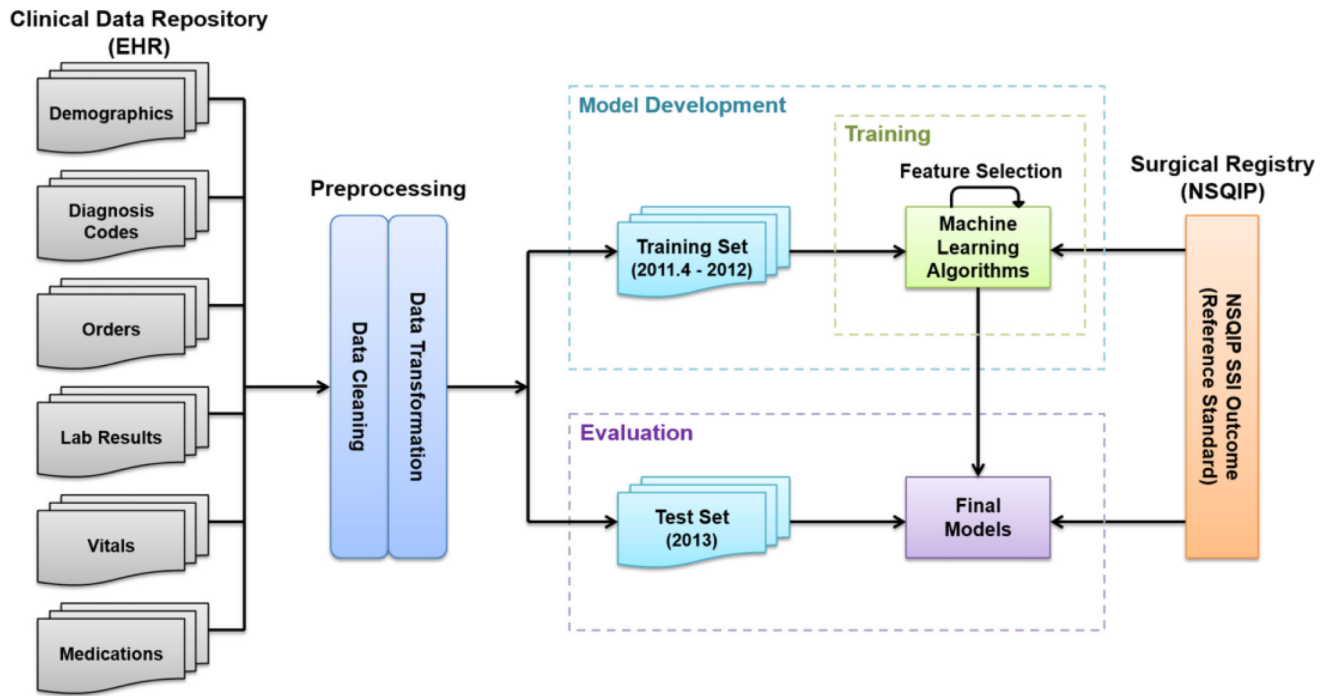 Clinical Data Repository
(EHR)
Demographics
Diagnosis
Codes
Orders
Lab Results
Vitals
Medications
Preprocessing
Data Cleaning
Data Transformation
Model Development
Training
Feature Selection
Training Set
(2011.4 - 2012)
Machine
Learning
Algorithms
Evaluation
Test Set
(2013)
Final
Models
Surgical Registry
(NSQIP)
NSQIP SSI Outcome
(Reference Standard)